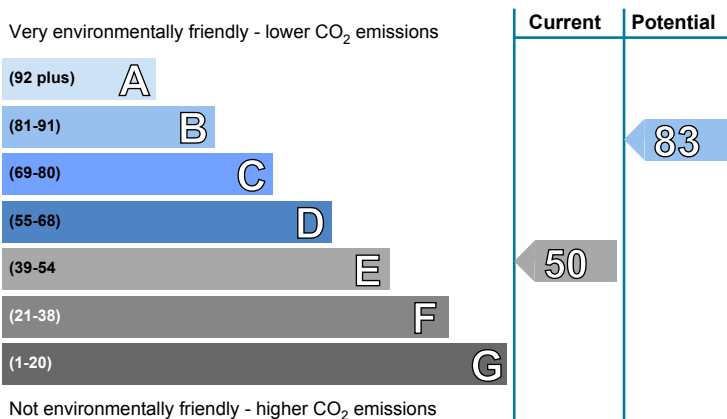 Current Potential
Very environmentally friendly - lower CO2 emissions
(92 plus) A
(81-91) B
83
(69-80) C
(55-68) D
(39-54 E
50
(21-38) F
(1-20) G
Not environmentally friendly - higher CO2 emissions